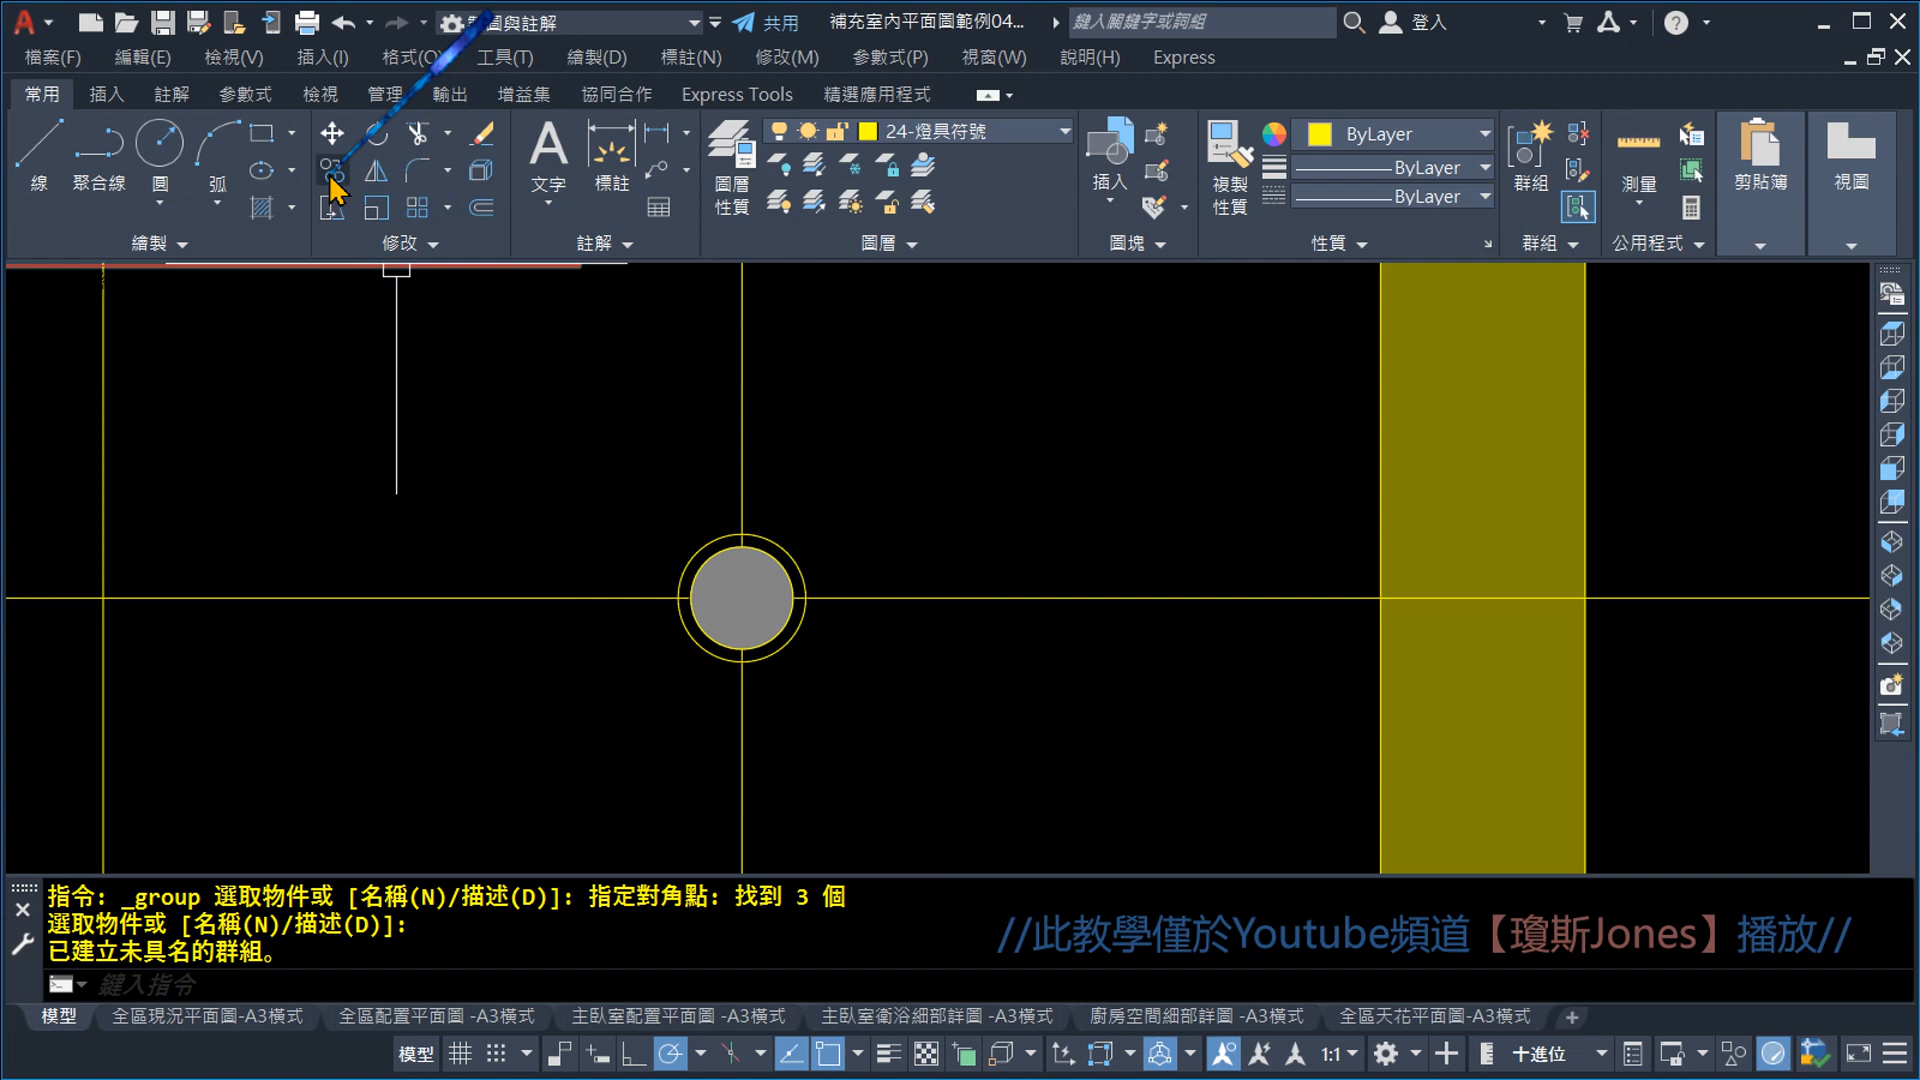 圖與註解
共用
補充室內平面圖範例04...
鍵入關鍵字或詞組
登入
檔案(F)
編輯(E)
檢視(V)
插入(I)
格式(O)
工具(T)
繪製(D)
標註(N)
修改(M)
參數式(P)
視窗(W)
說明(H)
Express
常用
插入
註解
參數式
檢視
管理
輸出
增益集
協同合作
Express Tools
精選應用程式
線
聚合線
圓
弧
文字
標註
圖層
性質
24-燈具符號
插入
複製
性質
ByLayer
ByLayer
ByLayer
群組
測量
剪貼簿
視圖
繪製
修改
註解
圖層
圖塊
性質
群組
公用程式
指令: _group 選取物件或 [名稱(N)/描述(D)]: 指定對角點: 找到 3 個
選取物件或 [名稱(N)/描述(D)]:
已建立未具名的群組。
//此教學僅於Youtube頻道【瓊斯Jones】播放//
鍵入指令
模型
全區現況平面圖-A3橫式
全區配置平面圖 -A3橫式
主臥室配置平面圖 -A3橫式
主臥室衛浴細部詳圖 -A3橫式
廚房空間細部詳圖 -A3橫式
全區天花平面圖-A3橫式
模型
1:1
十進位